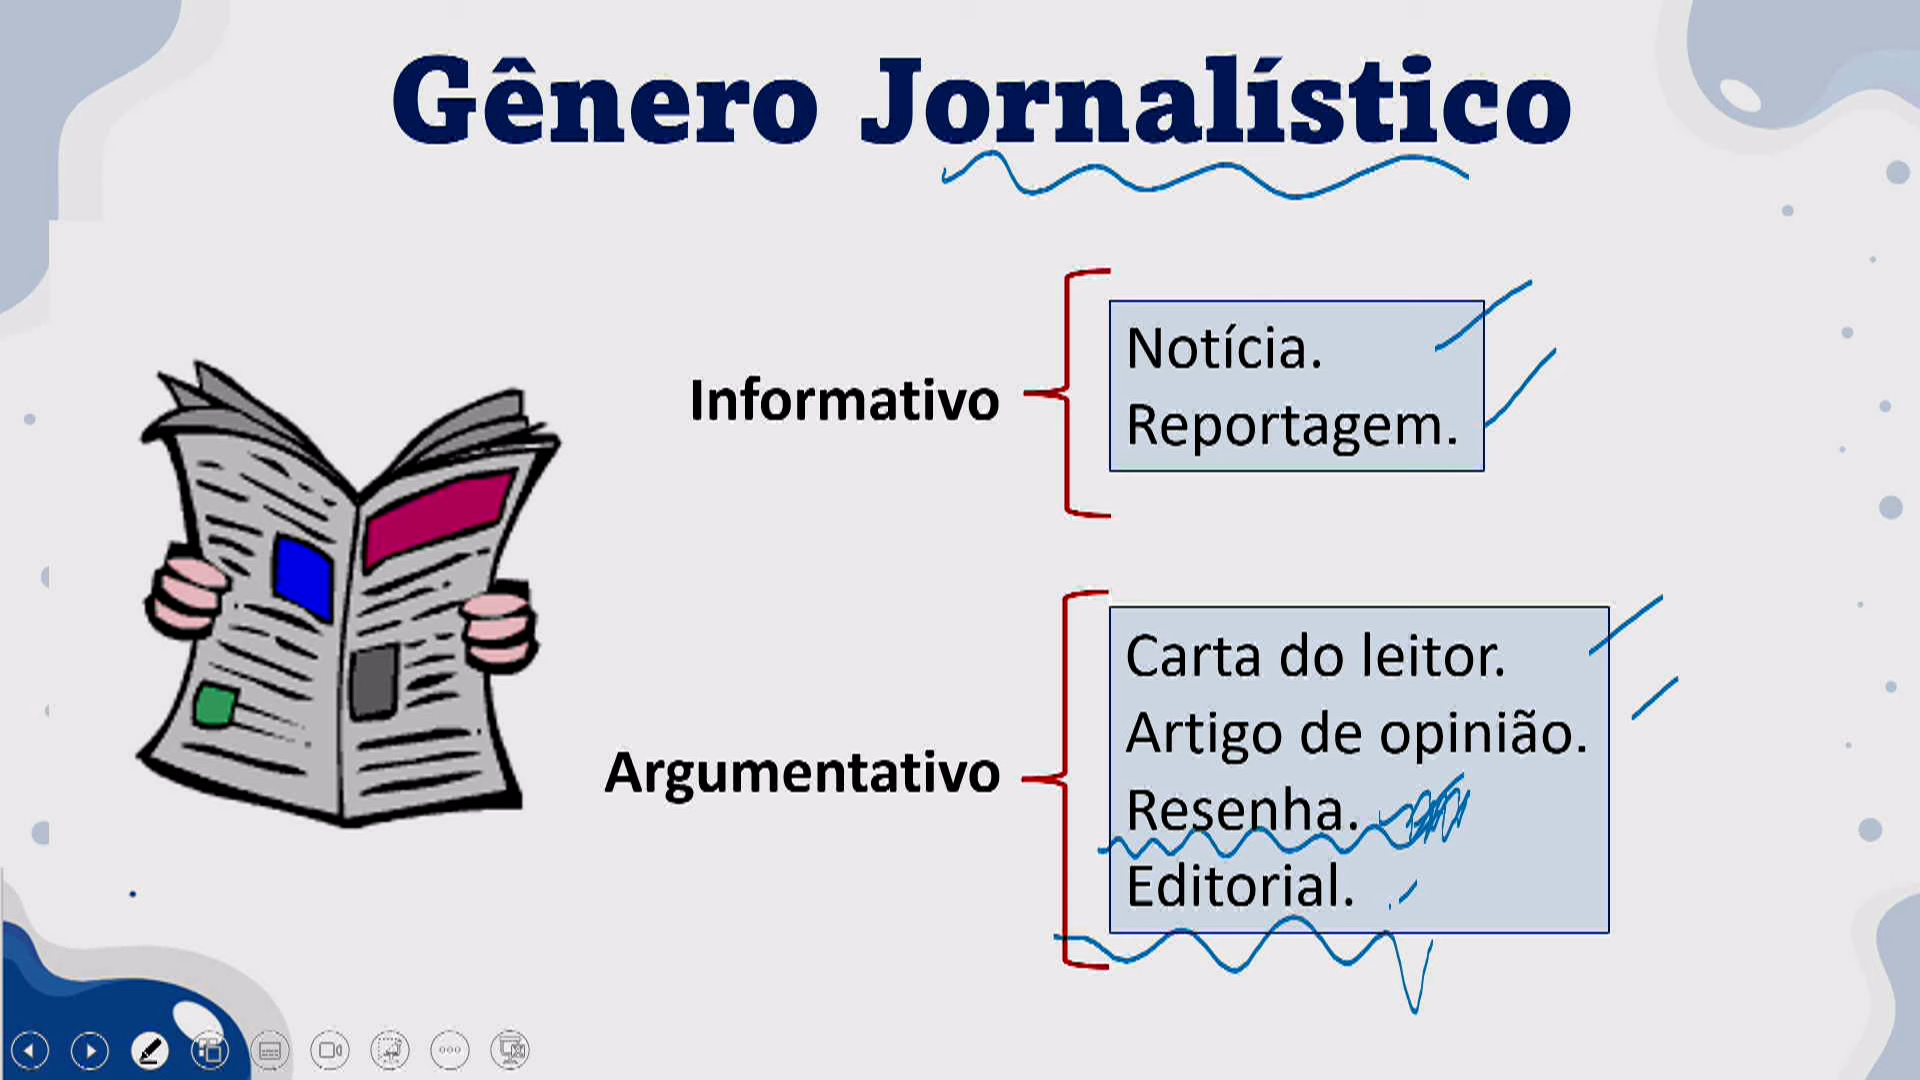 Gênero Jornalístico
Informativo
Notícia.
Reportagem.
Argumentativo
Carta do leitor.
Artigo de opinião.
Resenha.
Editorial.